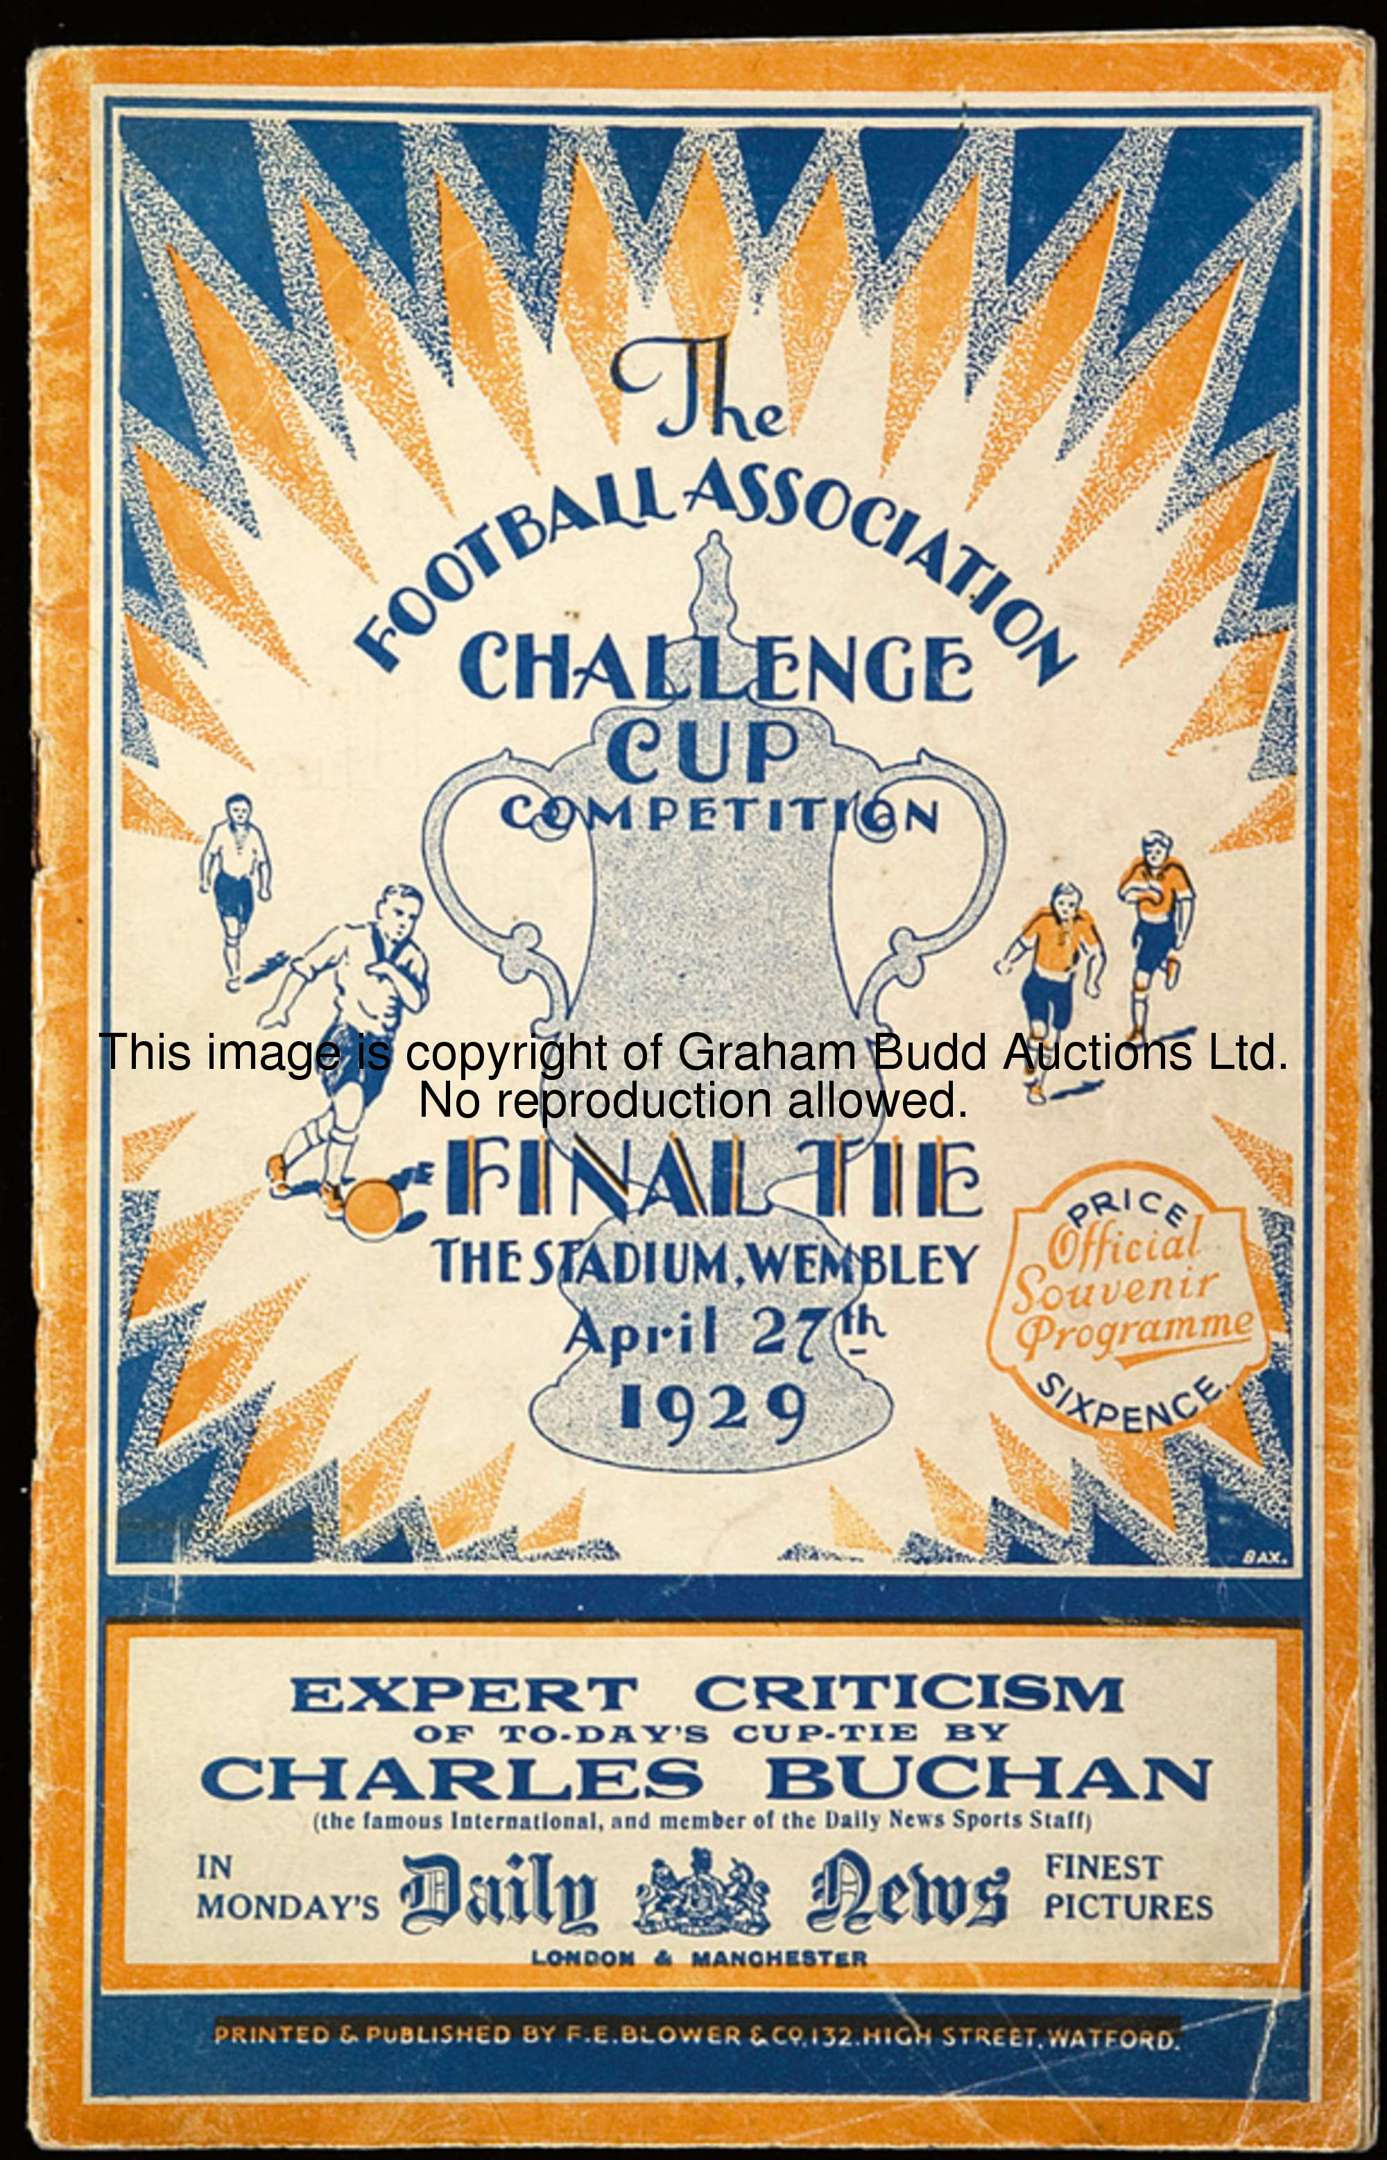 The
FOOTBALL ASSOCIATION
CHALLENGE
CUP
COMPETITION
This image is copyright of Graham Budd Auctions Ltd.
No reproduction allowed.
FINAL TIE
THE STADIUM, WEMBLEY
April 27th
1929
PRICE
Official
Souvenir
Programme
SIXPENCE.
BAX.
EXPERT CRITICISM
OF TO-DAY'S CUP-TIE BY
CHARLES BUCHAN
(the famous International, and member of the Daily News Sports Staff)
IN MONDAY'S Daily News FINEST PICTURES
LONDON & MANCHESTER
PRINTED & PUBLISHED BY F.E.BLOWER & CO. 132. HIGH STREET, WATFORD.